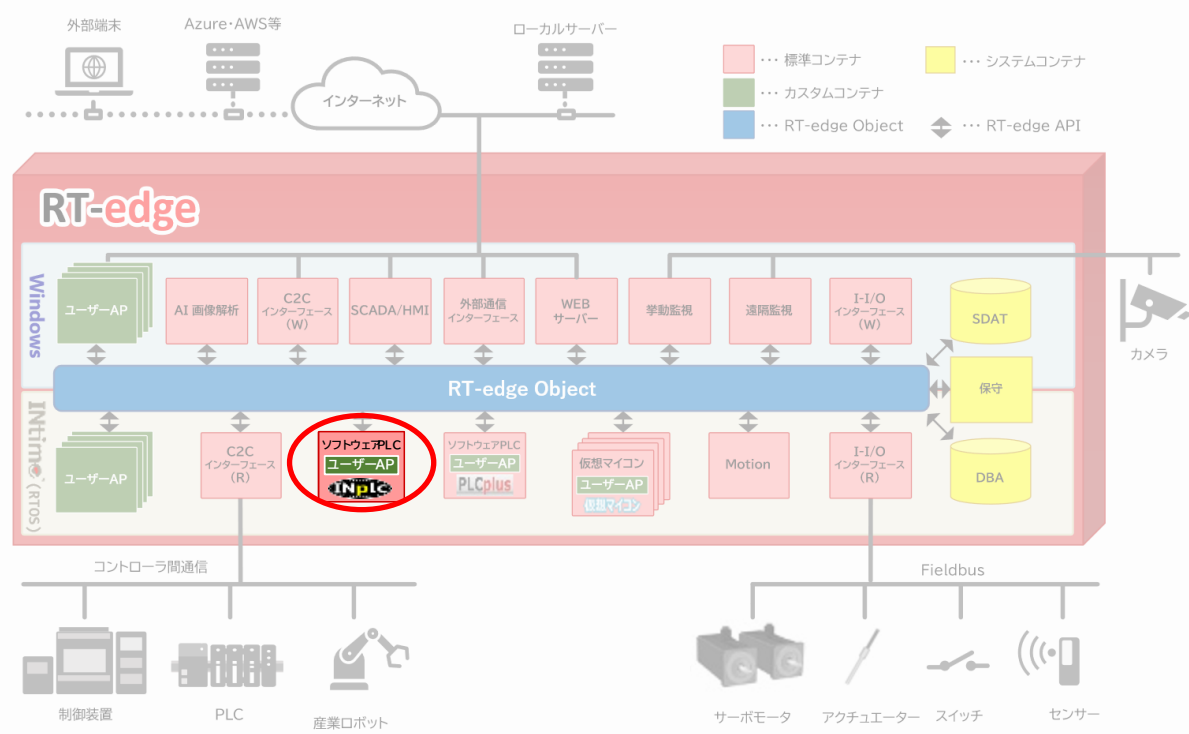 外部端末
Azure・AWS等
ローカルサーバー
インターネット
・・・ 標準コンテナ
・・・ システムコンテナ
・・・ カスタムコンテナ
・・・ RT-edge Object
・・・ RT-edge API
RT-edge
Windows
ユーザーAP
AI 画像解析
C2C
インターフェース
(W)
SCADA/HMI
外部通信
インターフェース
WEB
サーバー
挙動監視
遠隔監視
I-I/O
インターフェース
(W)
SDAT
カメラ
RT-edge Object
保守
INtime (RTOS)
ユーザーAP
C2C
インターフェース
(R)
ソフトウェアPLC
ユーザーAP
INplc
ソフトウェアPLC
ユーザーAP
PLCplus
仮想マイコン
ユーザーAP
仮想マイコン
Motion
I-I/O
インターフェース
(R)
DBA
コントローラ間通信
Fieldbus
制御装置
PLC
産業ロボット
サーボモータ
アクチュエーター
スイッチ
センサー